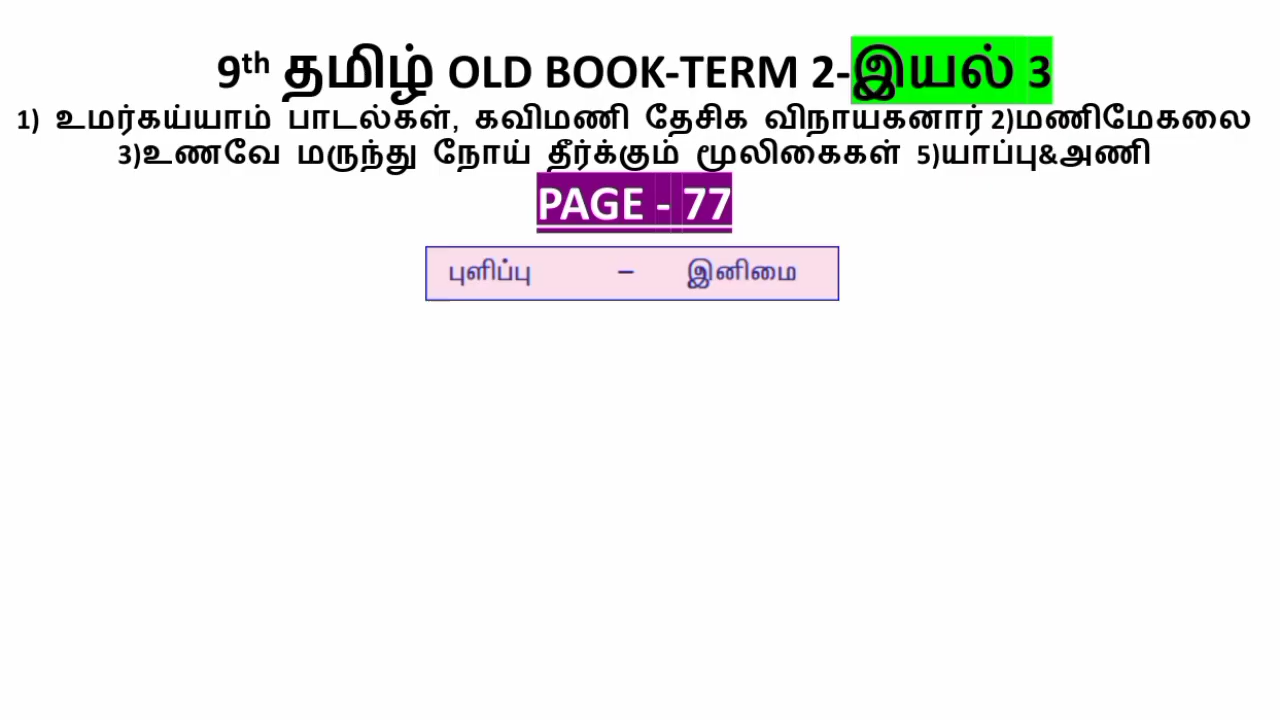 9th தமிழ் OLD BOOK-TERM 2-இயல் 3
1) உமர்கய்யாம் பாடல்கள், கவிமணி தேசிக விநாயகனார் 2)மணிமேகலை
3)உணவே மருந்து நோய் தீர்க்கும் மூலிகைகள் 5)யாப்பு&அணி
PAGE - 77
புளிப்பு – இனிமை